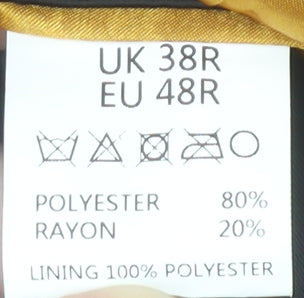 UK 38R
EU 48R
POLYESTER 80%
RAYON 20%
LINING 100% POLYESTER